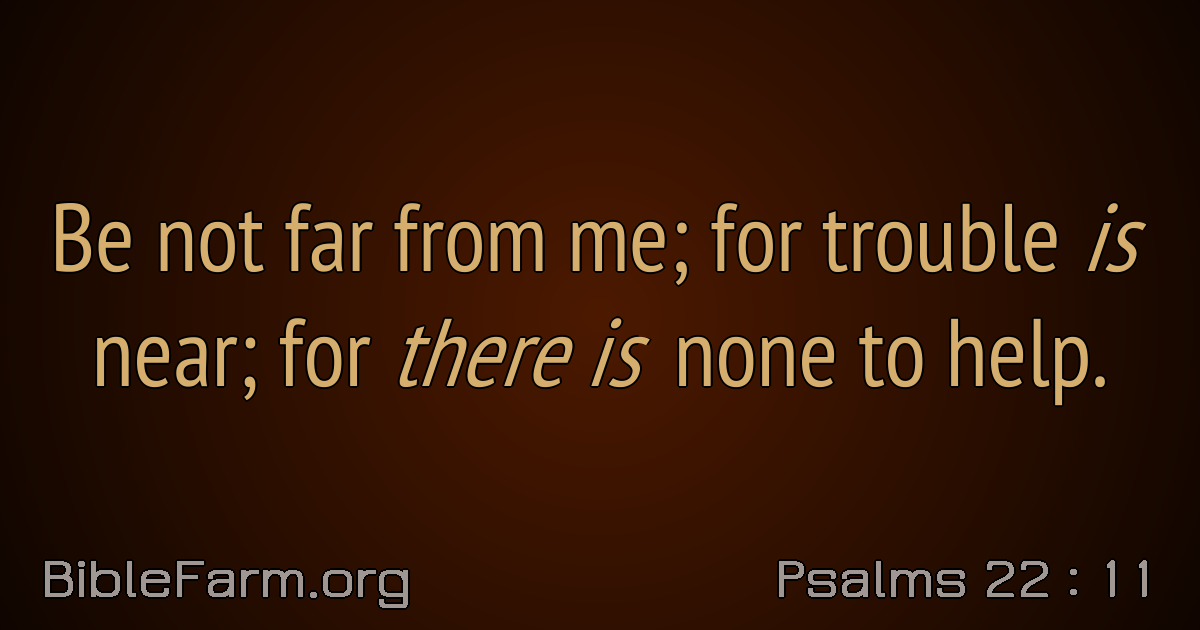 Be not far from me; for trouble is
near; for there is none to help.
BibleFarm.org
Psalms 22 : 11